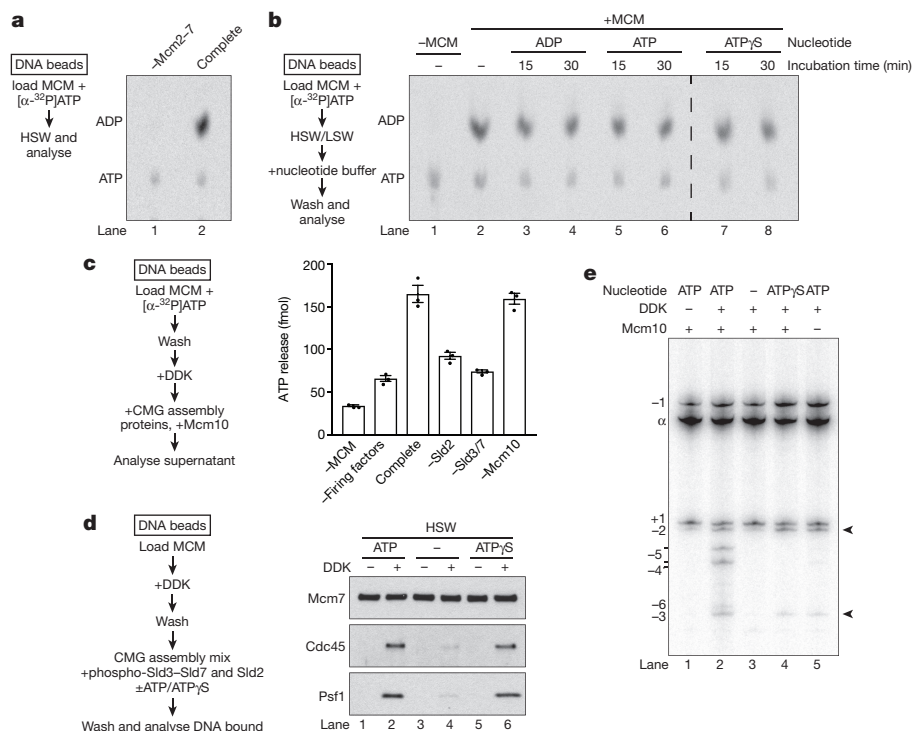 a
DNA beads
load MCM +
[α-³²P]ATP
HSW and
analyse
–Mcm2–7
Complete
ADP
ATP
Lane 1 2
b
DNA beads
Load MCM +
[α-³²P]ATP
HSW/LSW
+nucleotide buffer
Wash and
analyse
+MCM
–MCM ADP ATP ATPγS Nucleotide
– – 15 30 15 30 15 30 Incubation time (min)
ADP
ATP
Lane 1 2 3 4 5 6 7 8
c
DNA beads
Load MCM +
[α-³²P]ATP
Wash
+DDK
+CMG assembly
proteins, +Mcm10
Analyse supernatant
ATP release (fmol)
200
150
100
50
0
–MCM
–Firing factors
Complete
–Sld2
–Sld3/7
–Mcm10
d
DNA beads
Load MCM
+DDK
Wash
CMG assembly mix
+phospho-Sld3–Sld7 and Sld2
±ATP/ATPγS
Wash and analyse DNA bound
HSW
ATP – ATPγS
DDK – + – + – +
Mcm7
Cdc45
Psf1
Lane 1 2 3 4 5 6
e
Nucleotide ATP ATP – ATPγS ATP
DDK – + + + +
Mcm10 + + + + –
–1
α
+1
–2
–5
–4
–6
–3
Lane 1 2 3 4 5